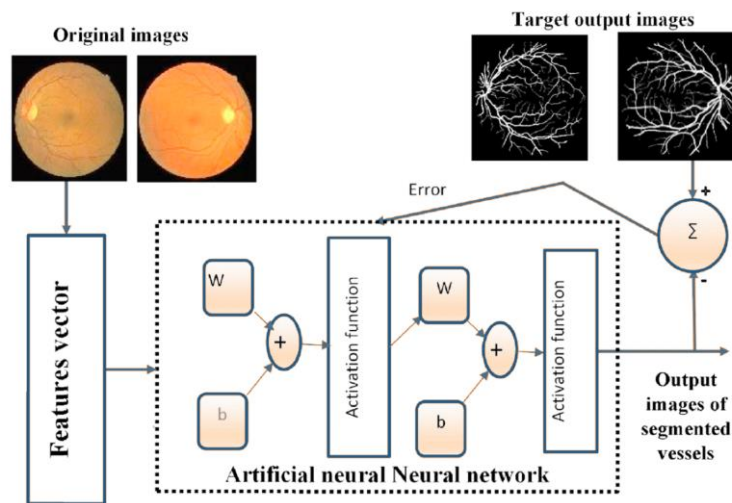 Original images
Target output images
Error
+
Σ
-
Features vector
W
+
b
Activation function
W
+
b
Activation function
Output
images of
segmented
vessels
Artificial neural Neural network